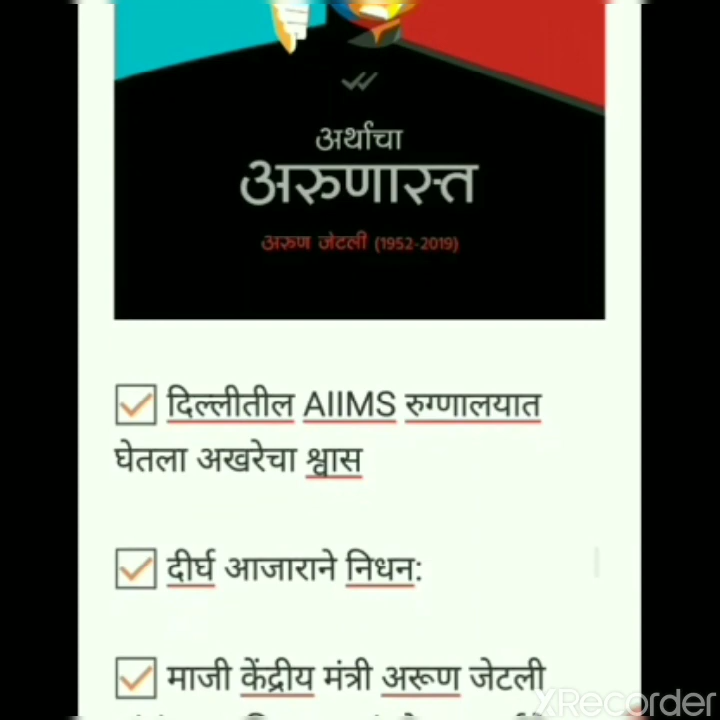 अर्थाचा
अरुणास्त
अरुण जेटली (1952-2019)
दिल्लीतील AIIMS रुग्णालयात
घेतला अखरेचा श्वास
दीर्घ आजाराने निधन:
माजी केंद्रीय मंत्री अरूण जेटली
XRecorder